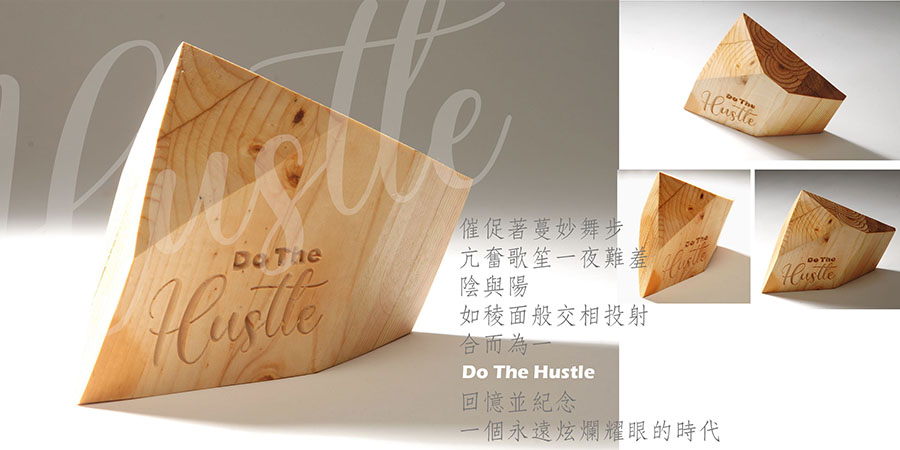 Hustle
Do The
Hustle
Do The
Hustle
Hustle
Do The
Hustle
催促著蔓妙舞步
亢奮歌笙一夜難羞
陰與陽
如稜面般交相投射
合而為一
Do The Hustle
回憶並紀念
一個永遠炫爛耀眼的時代